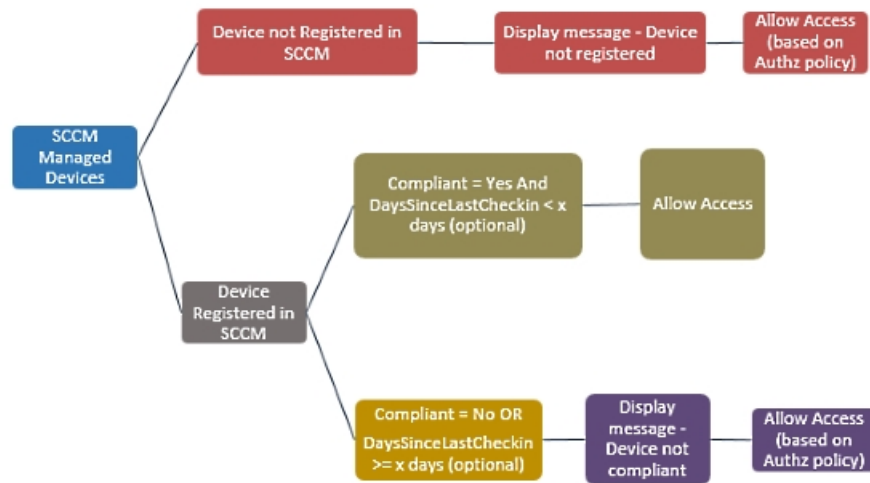 Device not Registered in
SCCM
Display message - Device
not registered
Allow Access
(based on
Authz policy)
SCCM
Managed
Devices
Compliant = Yes And
DaysSinceLastCheckin < x
days (optional)
Allow Access
Device
Registered in
SCCM
Compliant = No OR
DaysSinceLastCheckin
>= x days (optional)
Display
message -
Device not
compliant
Allow Access
(based on
Authz policy)